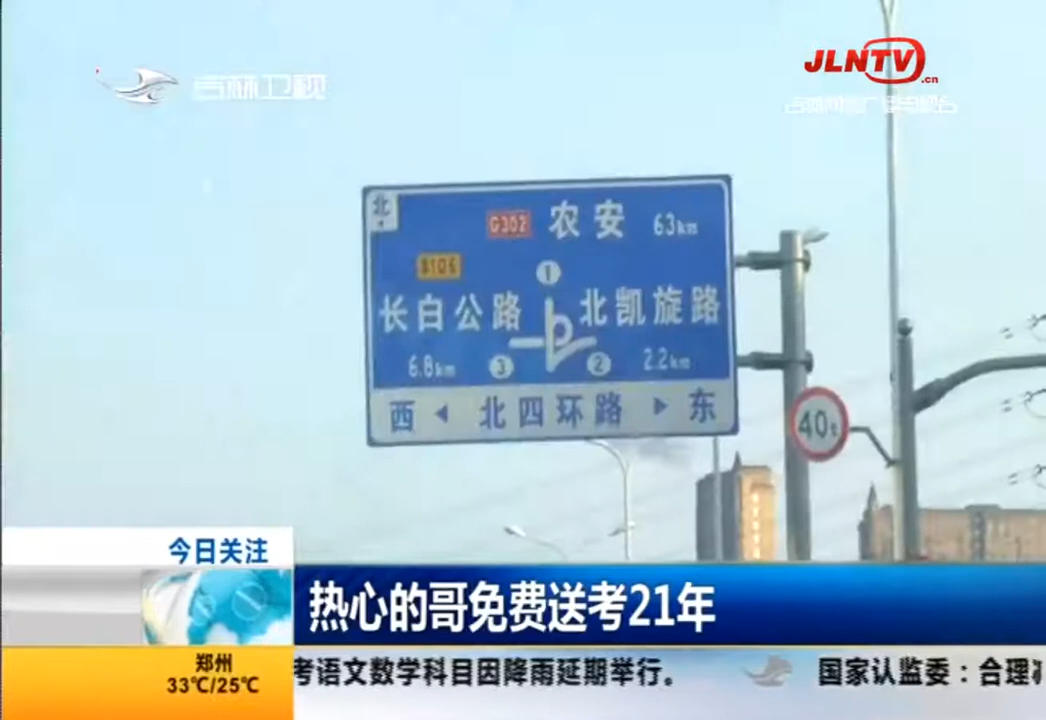 吉林卫视
JLNTV.cn
北
G302 农安 63km
S106
1
长白公路 北凯旋路
6.8km 3 2 2.2km
西 北四环路 东
40t
今日关注
热心的哥免费送考21年
郑州
33℃/25℃
考语文数学科目因降雨延期举行。 国家认监委：合理